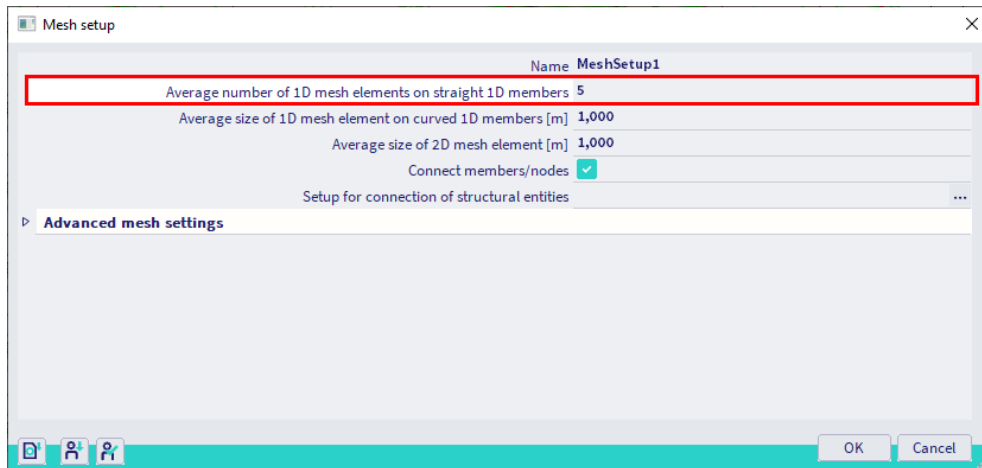 Mesh setup
Name MeshSetup1
Average number of 1D mesh elements on straight 1D members 5
Average size of 1D mesh element on curved 1D members [m] 1,000
Average size of 2D mesh element [m] 1,000
Connect members/nodes
Setup for connection of structural entities ...
Advanced mesh settings
OK Cancel